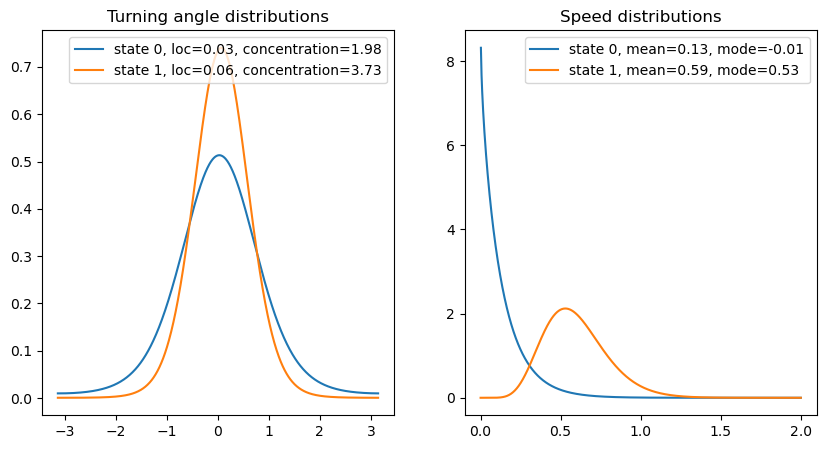 Turning angle distributions
state 0, loc=0.03, concentration=1.98
state 1, loc=0.06, concentration=3.73
0.7
0.6
0.5
0.4
0.3
0.2
0.1
0.0
−3 −2 −1 0 1 2 3
Speed distributions
state 0, mean=0.13, mode=-0.01
state 1, mean=0.59, mode=0.53
8
6
4
2
0
0.0 0.5 1.0 1.5 2.0